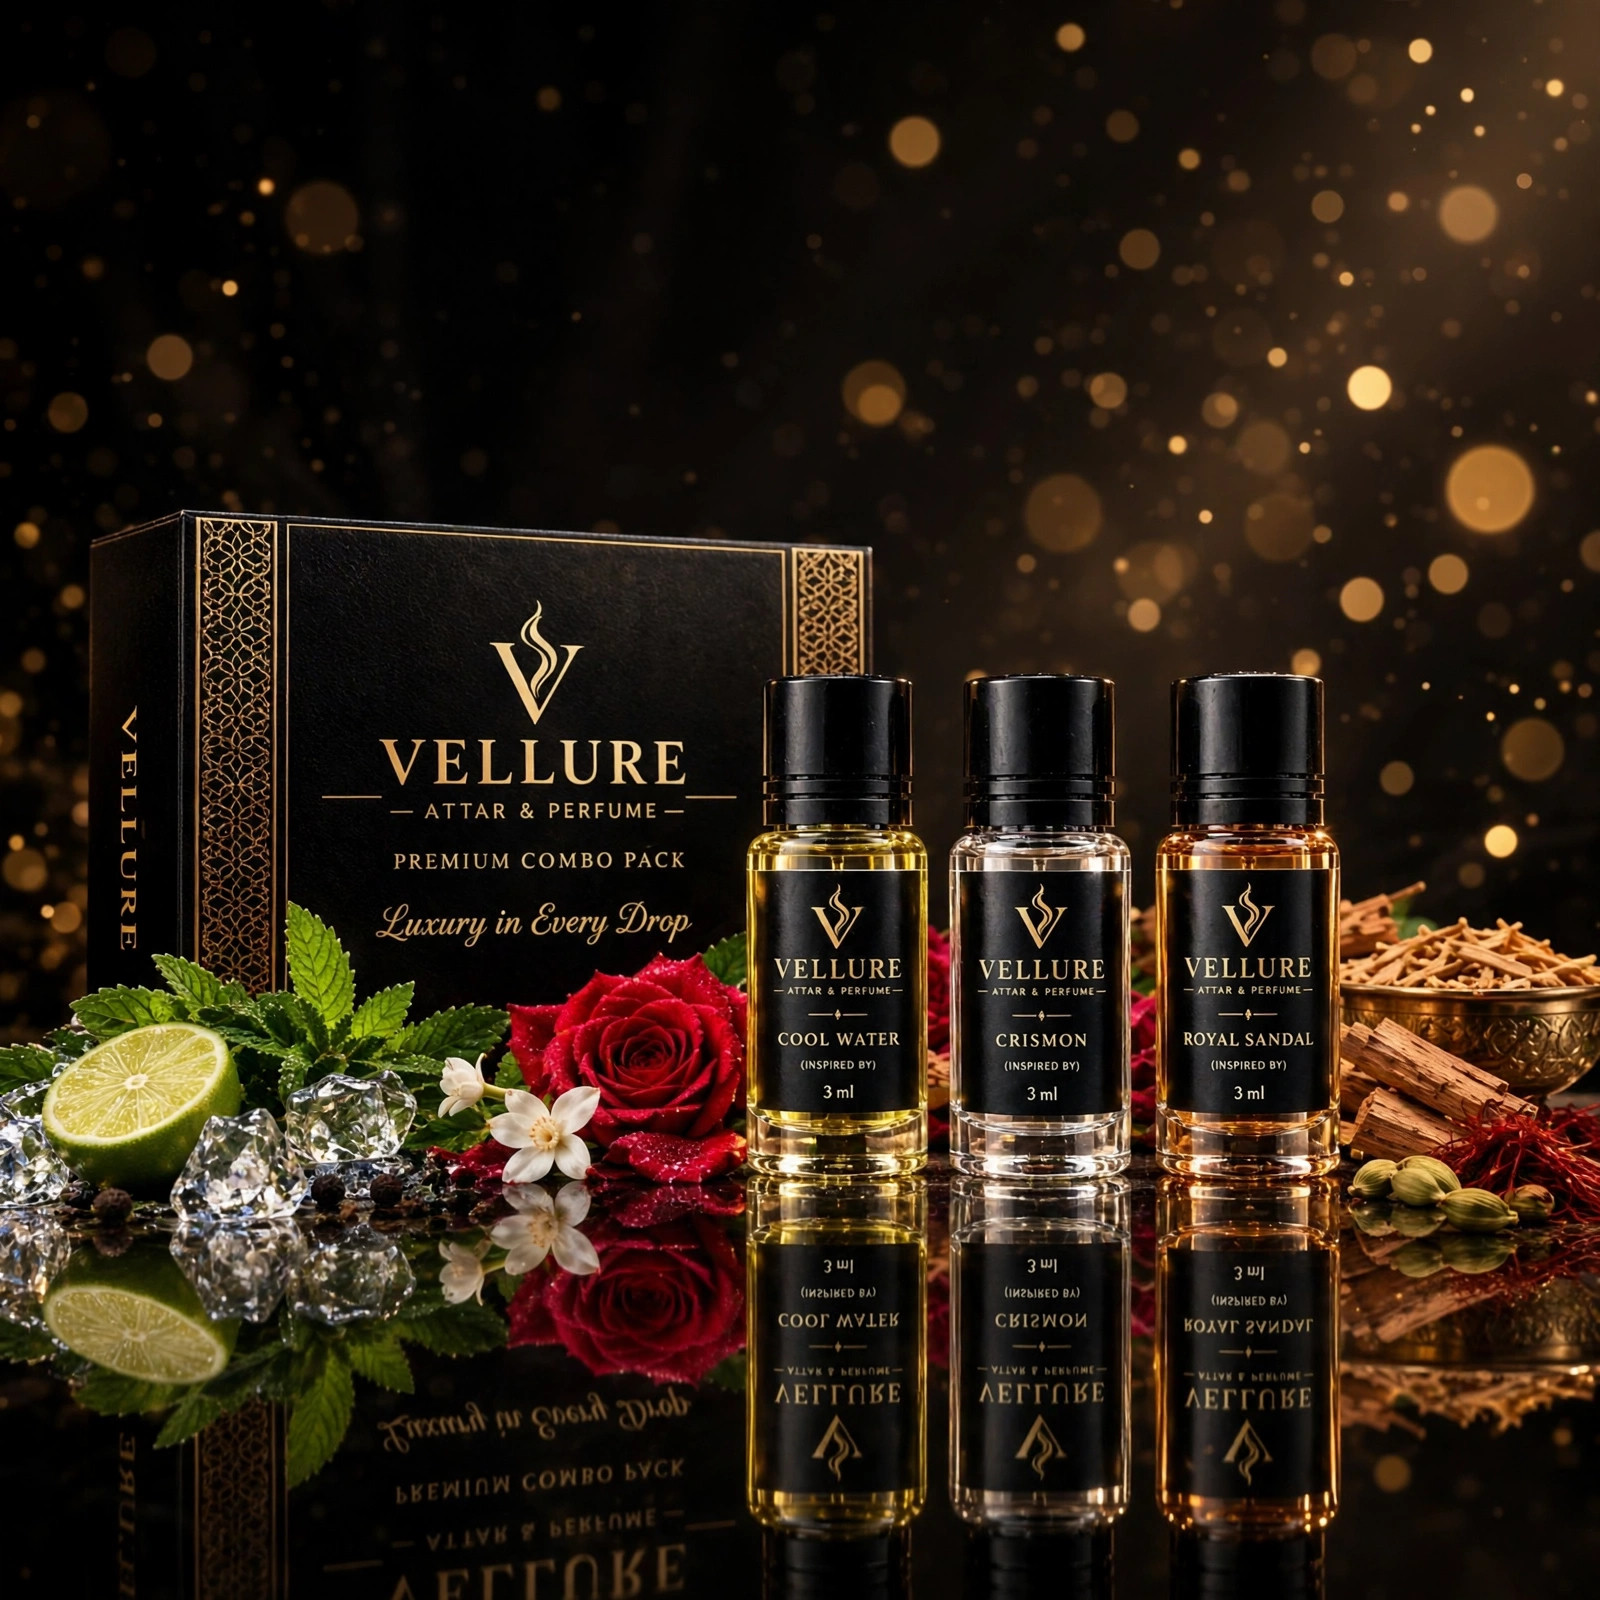 VELLURE
VELLURE
ATTAR & PERFUME
PREMIUM COMBO PACK
Luxury in Every Drop
VELLURE
ATTAR & PERFUME
COOL WATER
(INSPIRED BY)
3 ml
VELLURE
ATTAR & PERFUME
CRISMON
(INSPIRED BY)
3 ml
VELLURE
ATTAR & PERFUME
ROYAL SANDAL
(INSPIRED BY)
3 ml